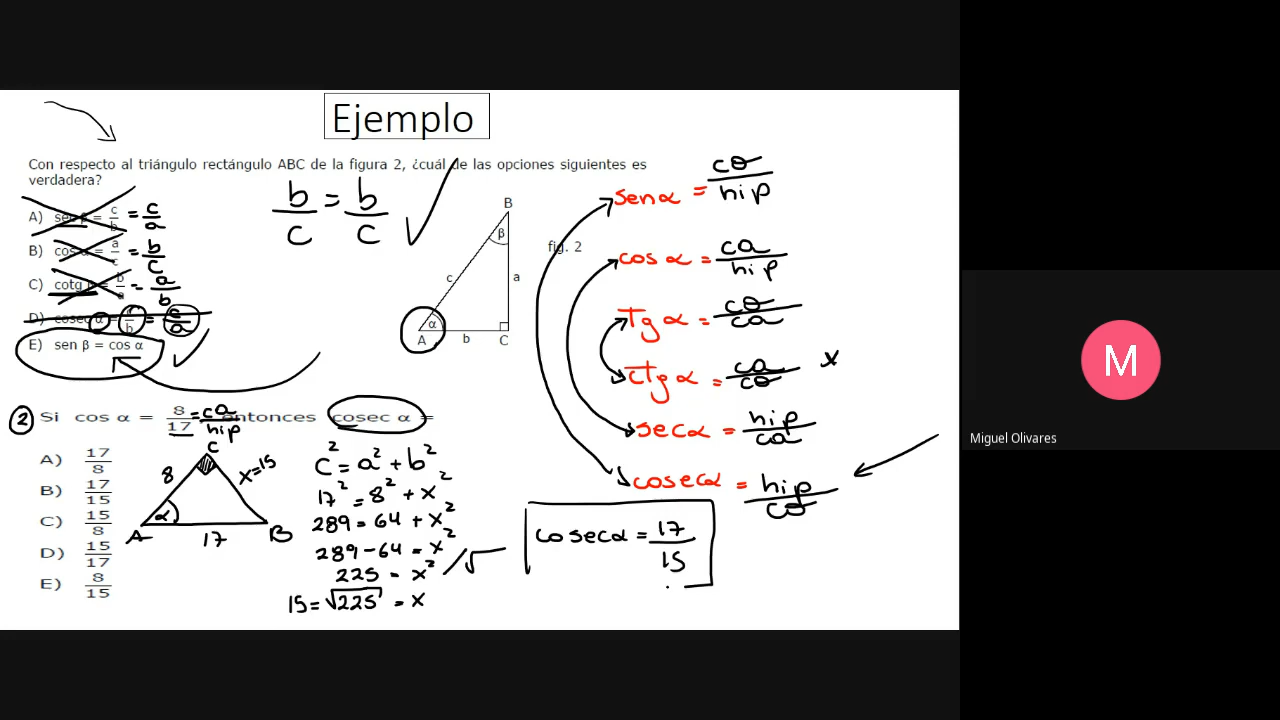 Ejemplo
Con respecto al triángulo rectángulo ABC de la figura 2, ¿cuál de las opciones siguientes es
verdadera?
A) sec β = c/b = c/a
B) cos α = a/c = b/c
C) cotg β = b/a = a/b
D) cosec α = /b = c/a
E) sen β = cos α
b/c = b/c
B
β
fig. 2
c
a
α
A
b
C
sen α = co/hip
cos α = ca/hip
Tg α = co/ca
CTg α = ca/co
sec α = hip/ca
cosec α = hip/co
2 Si cos α = 8/17 = ca/hip entonces cosec α =
A) 17/8
B) 17/15
C) 15/8
D) 15/17
E) 8/15
C
8
x=15
α
A
17
B
c² = a² + b²
17² = 8² + x²
289 = 64 + x²
289 - 64 = x²
225 = x² /√
15 = √225 = x
cosec α = 17/15
M
Miguel Olivares